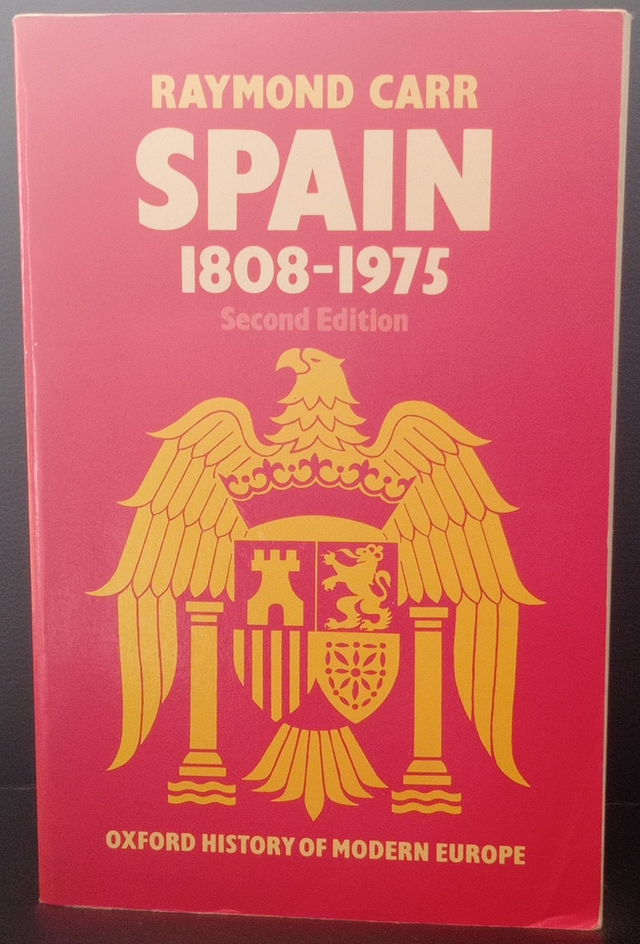 RAYMOND CARR
SPAIN
1808-1975
Second Edition
OXFORD HISTORY OF MODERN EUROPE